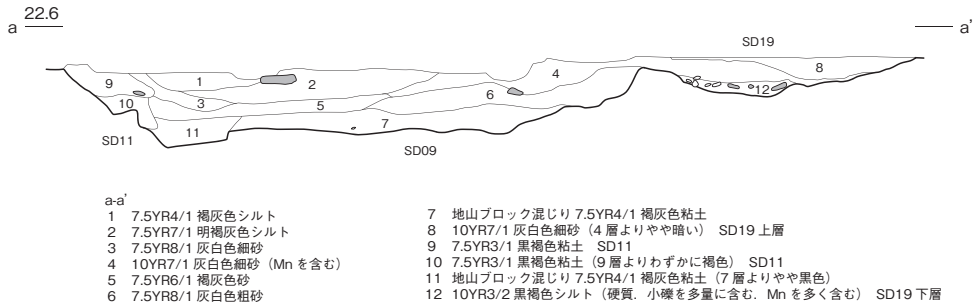 22.6
a
a’
SD19
9
1
2
4
8
10
3
5
6
12
11
7
SD11
SD09
a-a’
1 7.5YR4/1 褐灰色シルト
2 7.5YR7/1 明褐灰色シルト
3 7.5YR8/1 灰白色細砂
4 10YR7/1 灰白色細砂（Mn を含む）
5 7.5YR6/1 褐灰色砂
6 7.5YR8/1 灰白色粗砂
7 地山ブロック混じり 7.5YR4/1 褐灰色粘土
8 10YR7/1 灰白色細砂（4 層よりやや暗い） SD19 上層
9 7.5YR3/1 黒褐色粘土 SD11
10 7.5YR3/1 黒褐色粘土（9 層よりわずかに褐色） SD11
11 地山ブロック混じり 7.5YR4/1 褐灰色粘土（7 層よりやや黒色）
12 10YR3/2 黒褐色シルト（硬質．小礫を多量に含む．Mn を多く含む） SD19 下層